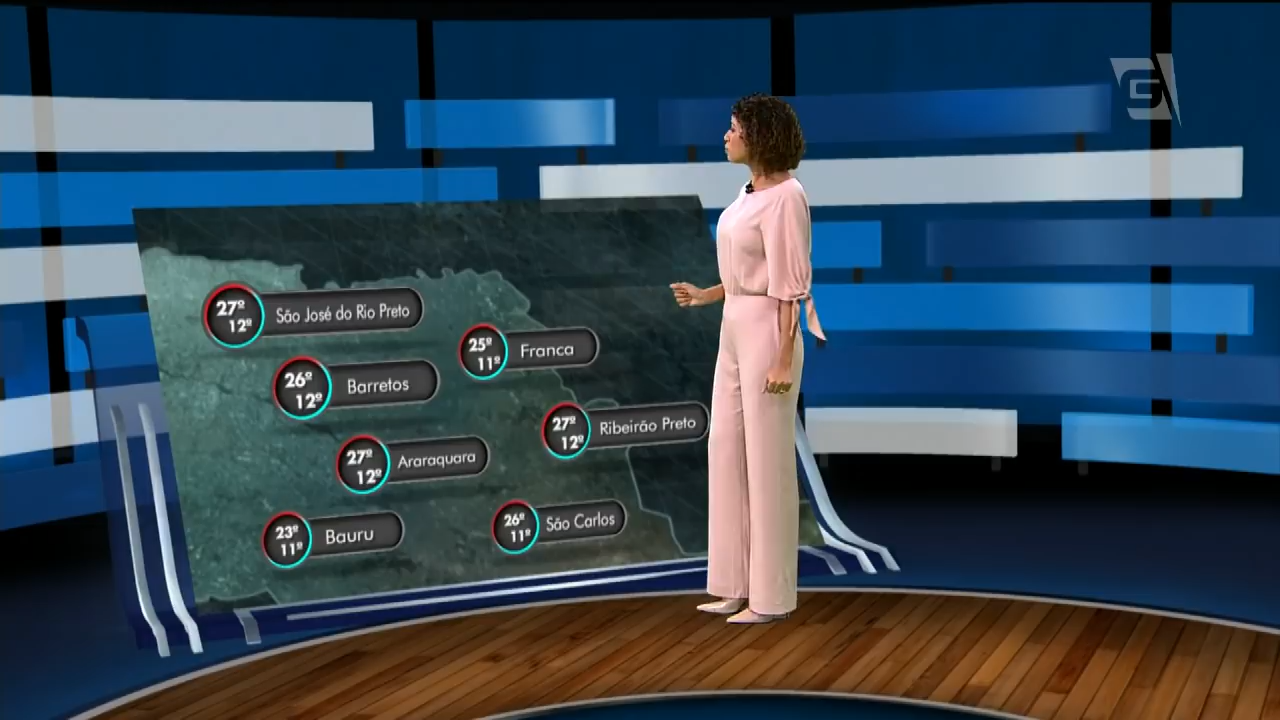 27º
12º
São José do Rio Preto
25º
11º
Franca
26º
12º
Barretos
27º
12º
Ribeirão Preto
27º
12º
Araraquara
26º
11º
São Carlos
23º
11º
Bauru